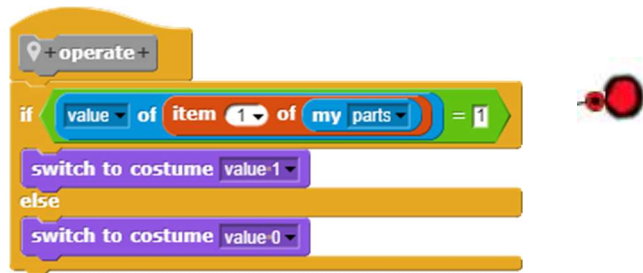 +operate+
if value of item 1 of my parts = 1
switch to costume value 1
else
switch to costume value 0